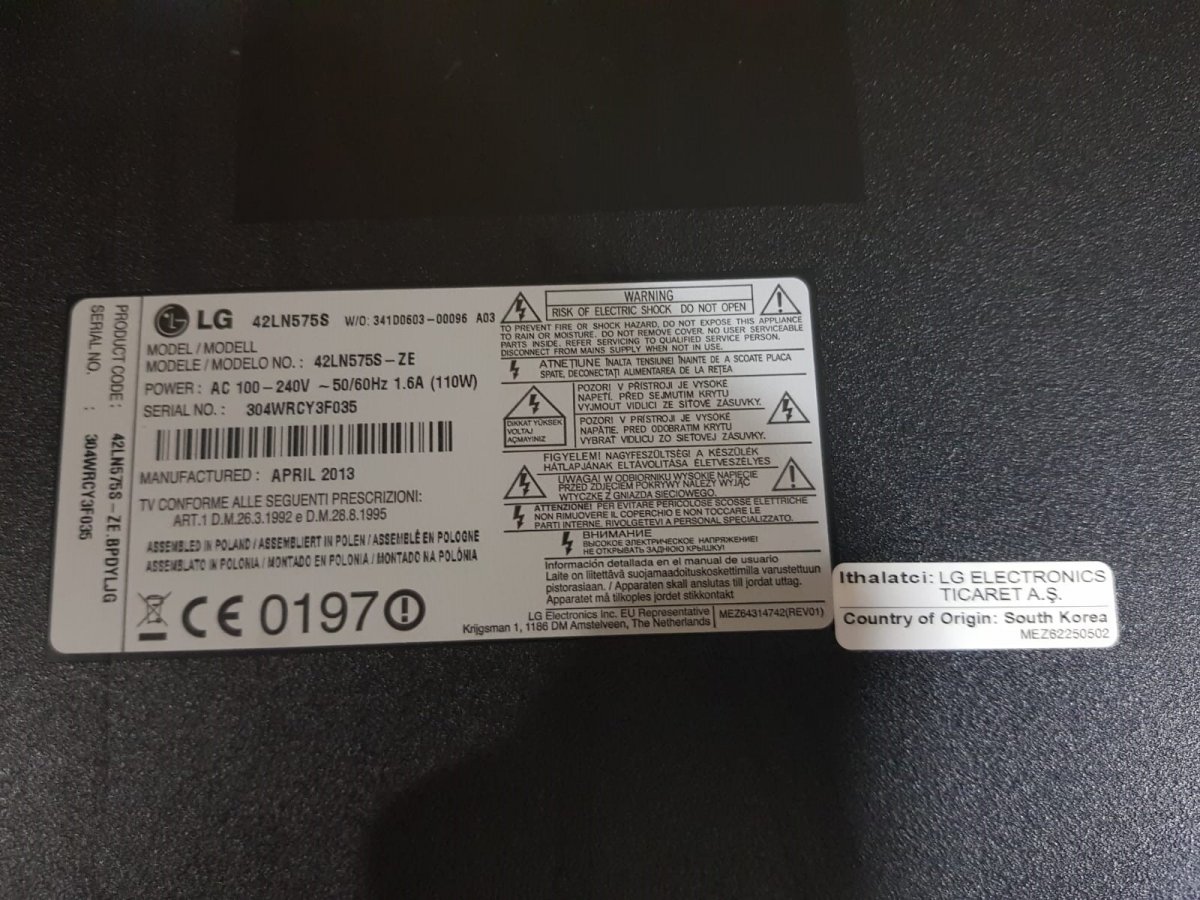 PRODUCT CODE : 42LN575S-ZE.BPDYLJG
SERIAL NO. : 304WRCY3F035
LG 42LN575S W/O: 341D0603-00096 A03
MODEL / MODELL
MODELE / MODELO NO. : 42LN575S-ZE
POWER : AC 100-240V ~50/60Hz 1.6A (110W)
SERIAL NO. : 304WRCY3F035
MANUFACTURED : APRIL 2013
TV CONFORME ALLE SEGUENTI PRESCRIZIONI:
ART.1 D.M.26.3.1992 e D.M.28.8.1995
ASSEMBLED IN POLAND / ASSEMBLIERT IN POLEN / ASSEMBLÉ EN POLOGNE
ASSEMBLATO IN POLONIA / MONTADO EN POLONIA / MONTADO NA POLÓNIA
CE 0197
WARNING
RISK OF ELECTRIC SHOCK DO NOT OPEN
TO PREVENT FIRE OR SHOCK HAZARD, DO NOT EXPOSE THIS APPLIANCE
TO RAIN OR MOISTURE. DO NOT REMOVE COVER. NO USER SERVICEABLE
PARTS INSIDE. REFER SERVICING TO QUALIFIED SERVICE PERSON.
DISCONNECT FROM MAINS SUPPLY WHEN NOT IN USE.
ATNEŢIUNE ÎNALTA TENSIUNE! ÎNAINTE DE A SCOATE PLACA
SPATE, DECONECTAŢI ALIMENTAREA DE LA REŢEA
DIKKAT YÜKSEK
VOLTAJ
AÇMAYINIZ
POZOR! V PŘÍSTROJI JE VYSOKÉ
NAPĚTÍ. PŘED SEJMUTIM KRYTU
VYJMOUT VIDLICI ZE SÍŤOVÉ ZÁSUVKY.
POZOR! V PRÍSTROJI JE VYSOKÉ
NAPÄTIE. PRED ODOBRATIM KRYTU
VYBRAŤ VIDLICU ZO SIEŤOVEJ ZÁSUVKY.
FIGYELEM! NAGYFESZÜLTSÉG! A KÉSZÜLÉK
HÁTLAPJÁNAK ELTÁVOLÍTÁSA ÉLETVESZÉLYES
UWAGA! W ODBIORNIKU WYSOKIE NAPIĘCIE
PRZED ZDJĘCIEM POKRYWY NALEŻY WYJĄĆ
WTYCZKĘ Z GNIAZDA SIECIOWEGO.
ATTENZIONE! PER EVITARE PERICOLOSE SCOSSE ELETTRICHE
NON RIMUOVERE IL COPERCHIO E NON TOCCARE LE
PARTI INTERNE. RIVOLGETEVI A PERSONAL SPECIALIZZATO.
ВНИМАНИЕ
ВЫСОКОЕ ЭЛЕКТРИЧЕСКОЕ НАПРЯЖЕНИЕ!
НЕ ОТКРЫВАТЬ ЗАДНЮЮ КРЫШКУ!
Información detallada en el manual de usuario
Laite on liitettävä suojamaadoituskoskettimilla varustettuun
pistorasiaan. / Apparaten skall anslutas till jordat uttag.
Apparatet må tilkoples jordet stikkontakt
LG Electronics Inc. EU Representative
Krijgsman 1, 1186 DM Amstelveen, The Netherlands
MEZ64314742(REV01)
Ithalatci: LG ELECTRONICS
TICARET A.Ş.
Country of Origin: South Korea
MEZ62250502